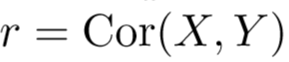 r = Cor(X, Y)